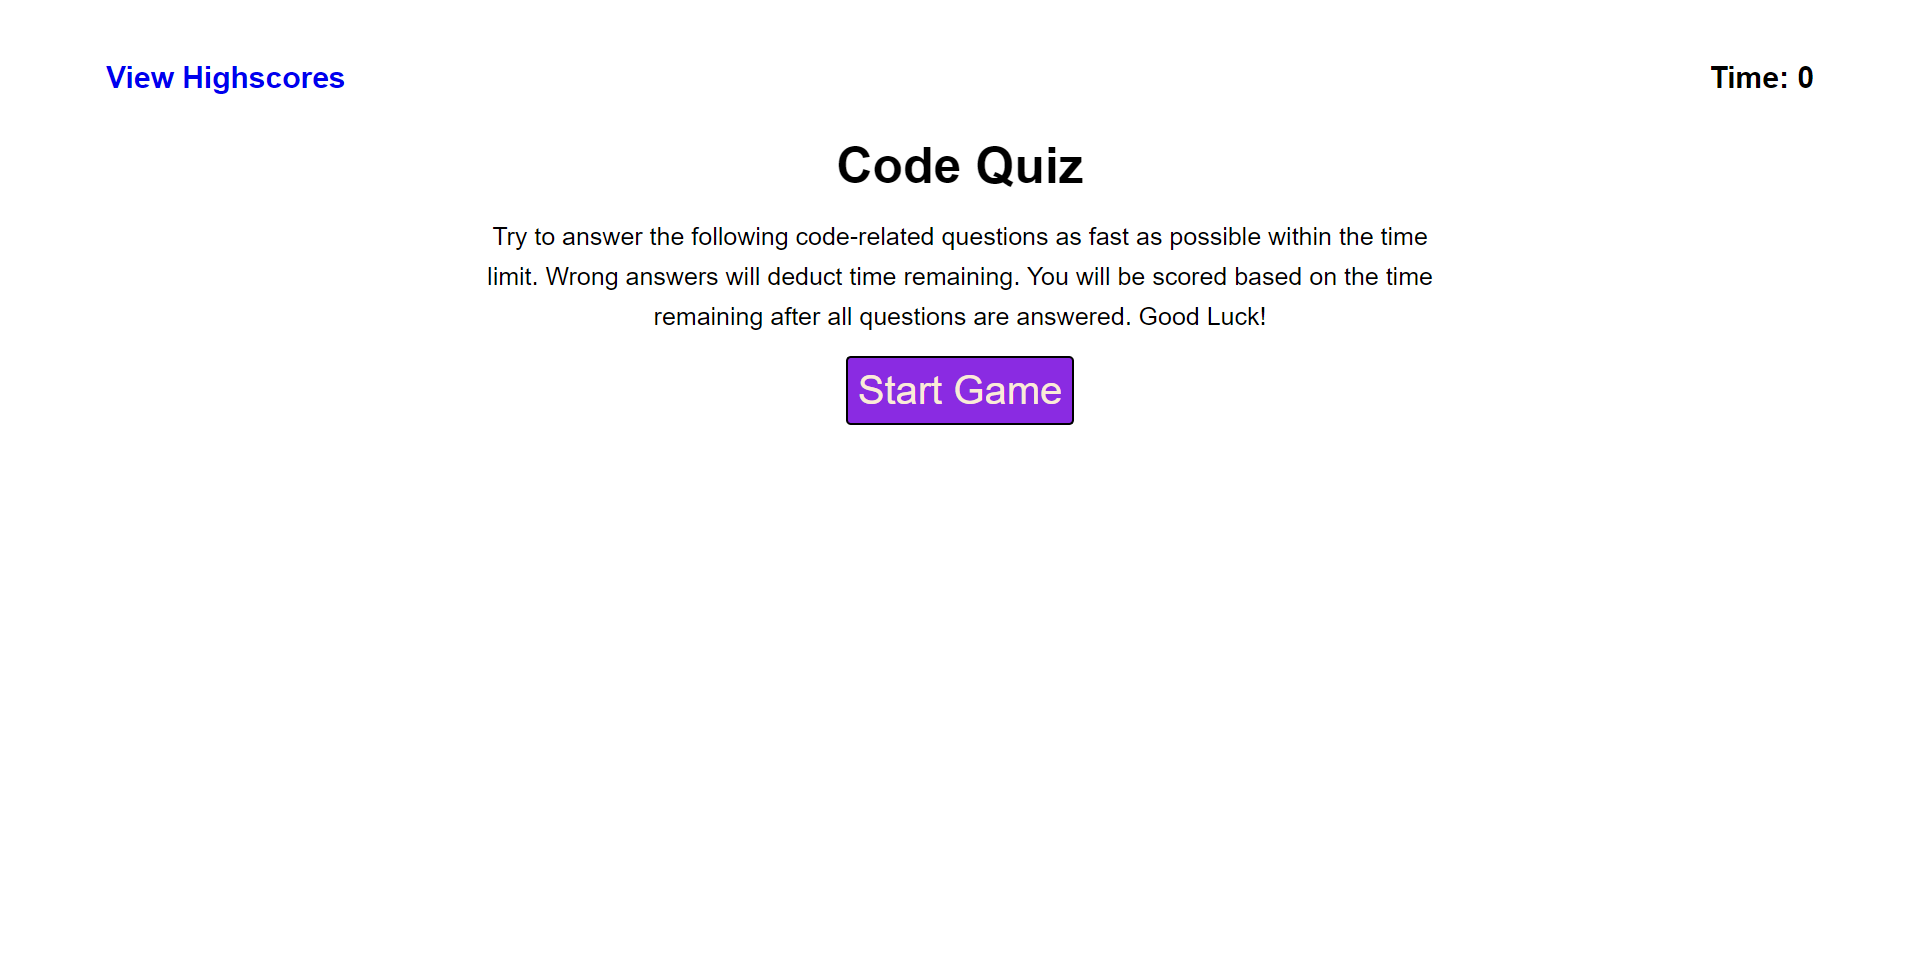 View Highscores
Time: 0
Code Quiz
Try to answer the following code-related questions as fast as possible within the time
limit. Wrong answers will deduct time remaining. You will be scored based on the time
remaining after all questions are answered. Good Luck!
Start Game